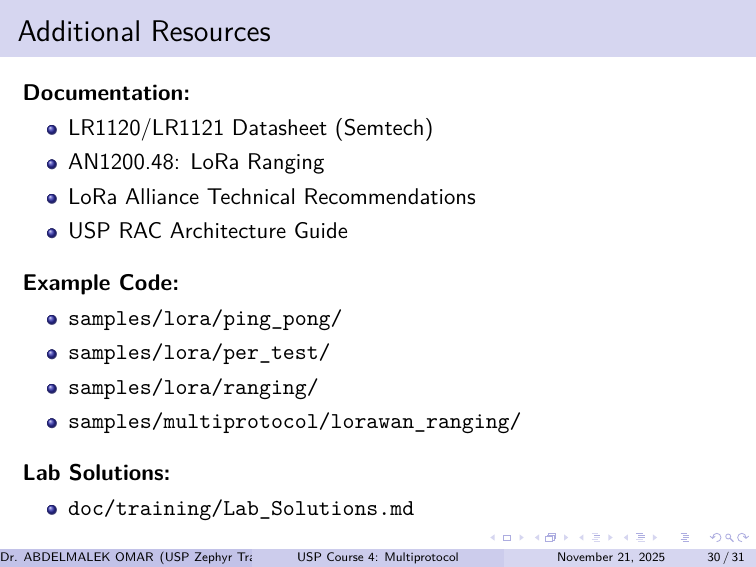 Additional Resources
Documentation:
LR1120/LR1121 Datasheet (Semtech)
AN1200.48: LoRa Ranging
LoRa Alliance Technical Recommendations
USP RAC Architecture Guide
Example Code:
samples/lora/ping_pong/
samples/lora/per_test/
samples/lora/ranging/
samples/multiprotocol/lorawan_ranging/
Lab Solutions:
doc/training/Lab_Solutions.md
Dr. ABDELMALEK OMAR (USP Zephyr Tra USP Course 4: Multiprotocol November 21, 2025 30 / 31